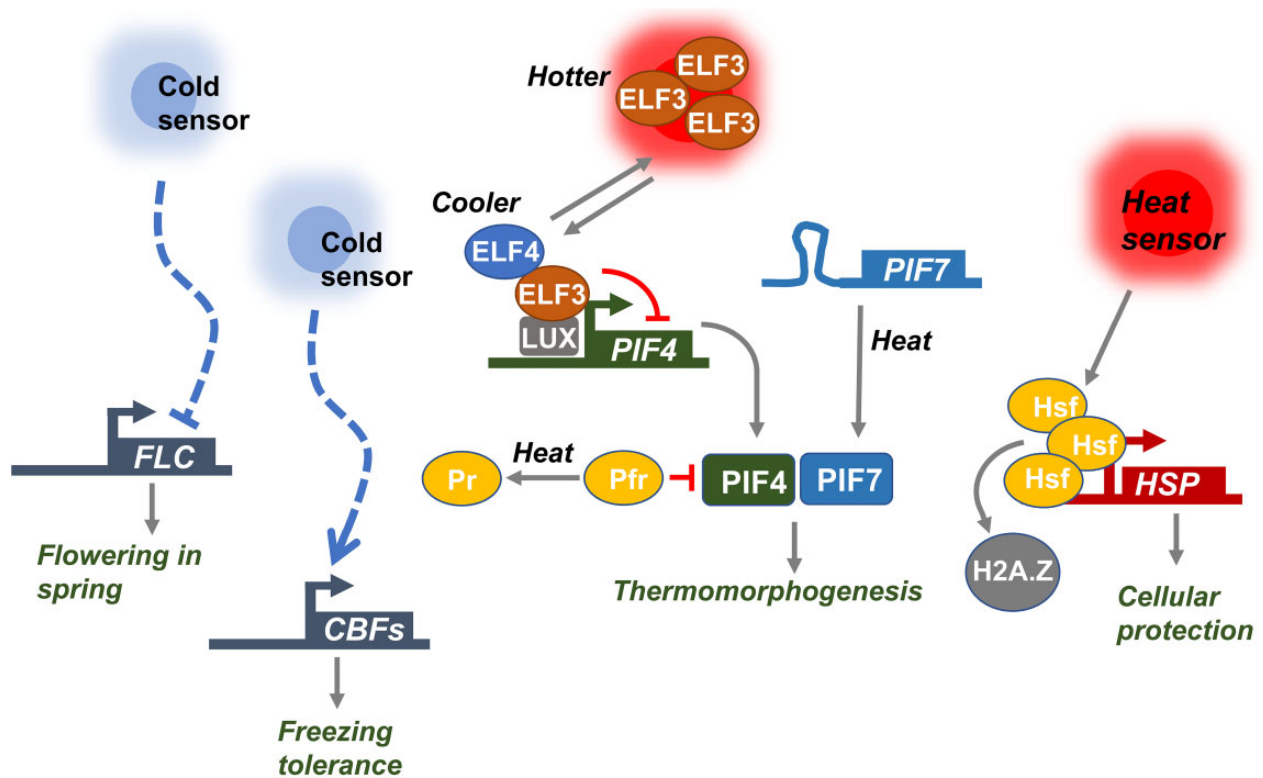 Cold
sensor
FLC
Flowering in
spring
Cold
sensor
CBFs
Freezing
tolerance
Hotter
ELF3
ELF3
ELF3
Cooler
ELF4
ELF3
LUX
PIF4
PIF7
Heat
Pr
Heat
Pfr
PIF4
PIF7
Thermomorphogenesis
Heat
sensor
Hsf
Hsf
Hsf
HSP
H2A.Z
Cellular
protection